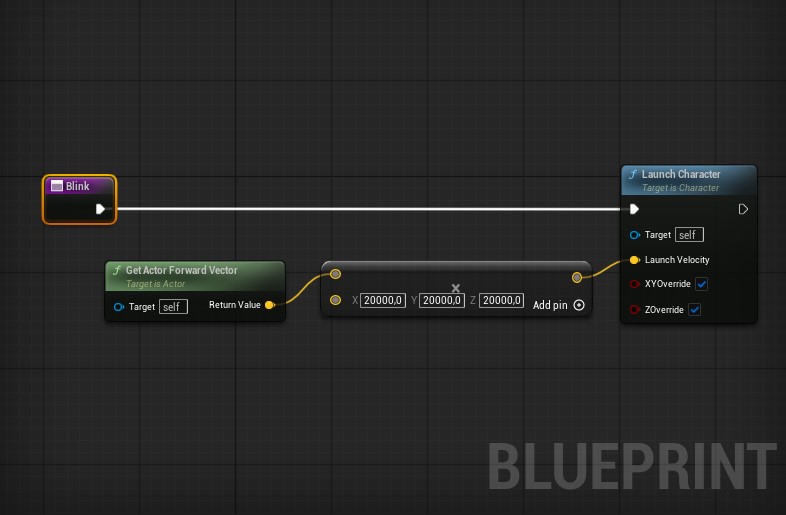 Blink
Launch Character
Target is Character
Target self
Launch Velocity
XYOverride
ZOverride
Get Actor Forward Vector
Target is Actor
Target self Return Value
X 20000,0 Y 20000,0 Z 20000,0
Add pin
BLUEPRINT